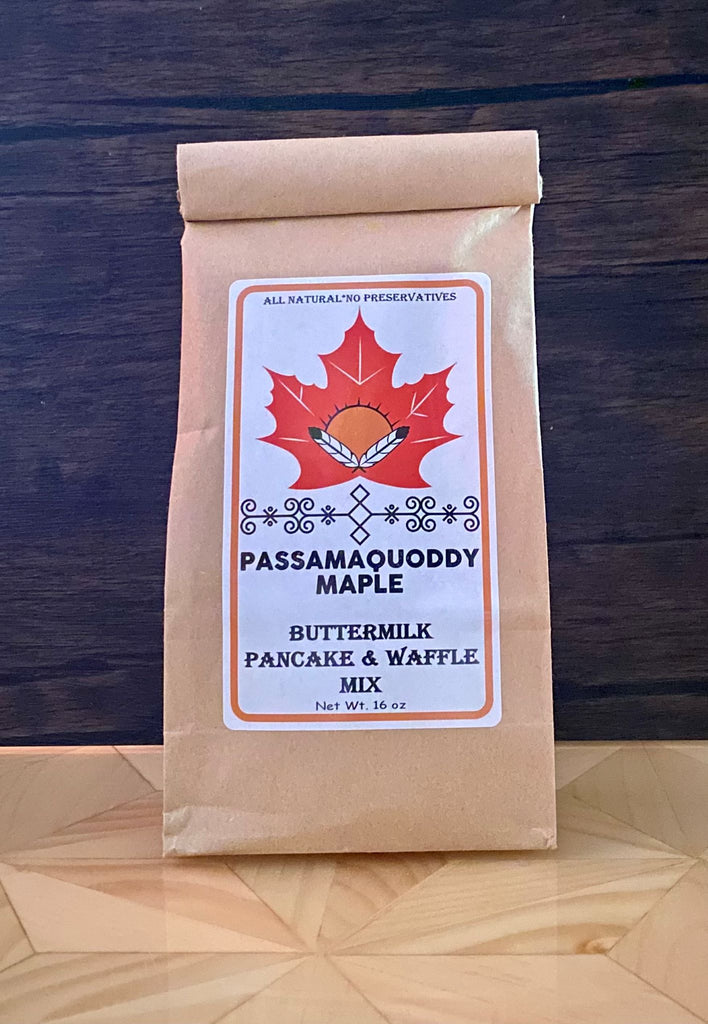 ALL NATURAL*NO PRESERVATIVES
PASSAMAQUODDY
MAPLE
BUTTERMILK
PANCAKE & WAFFLE
MIX
Net Wt. 16 oz